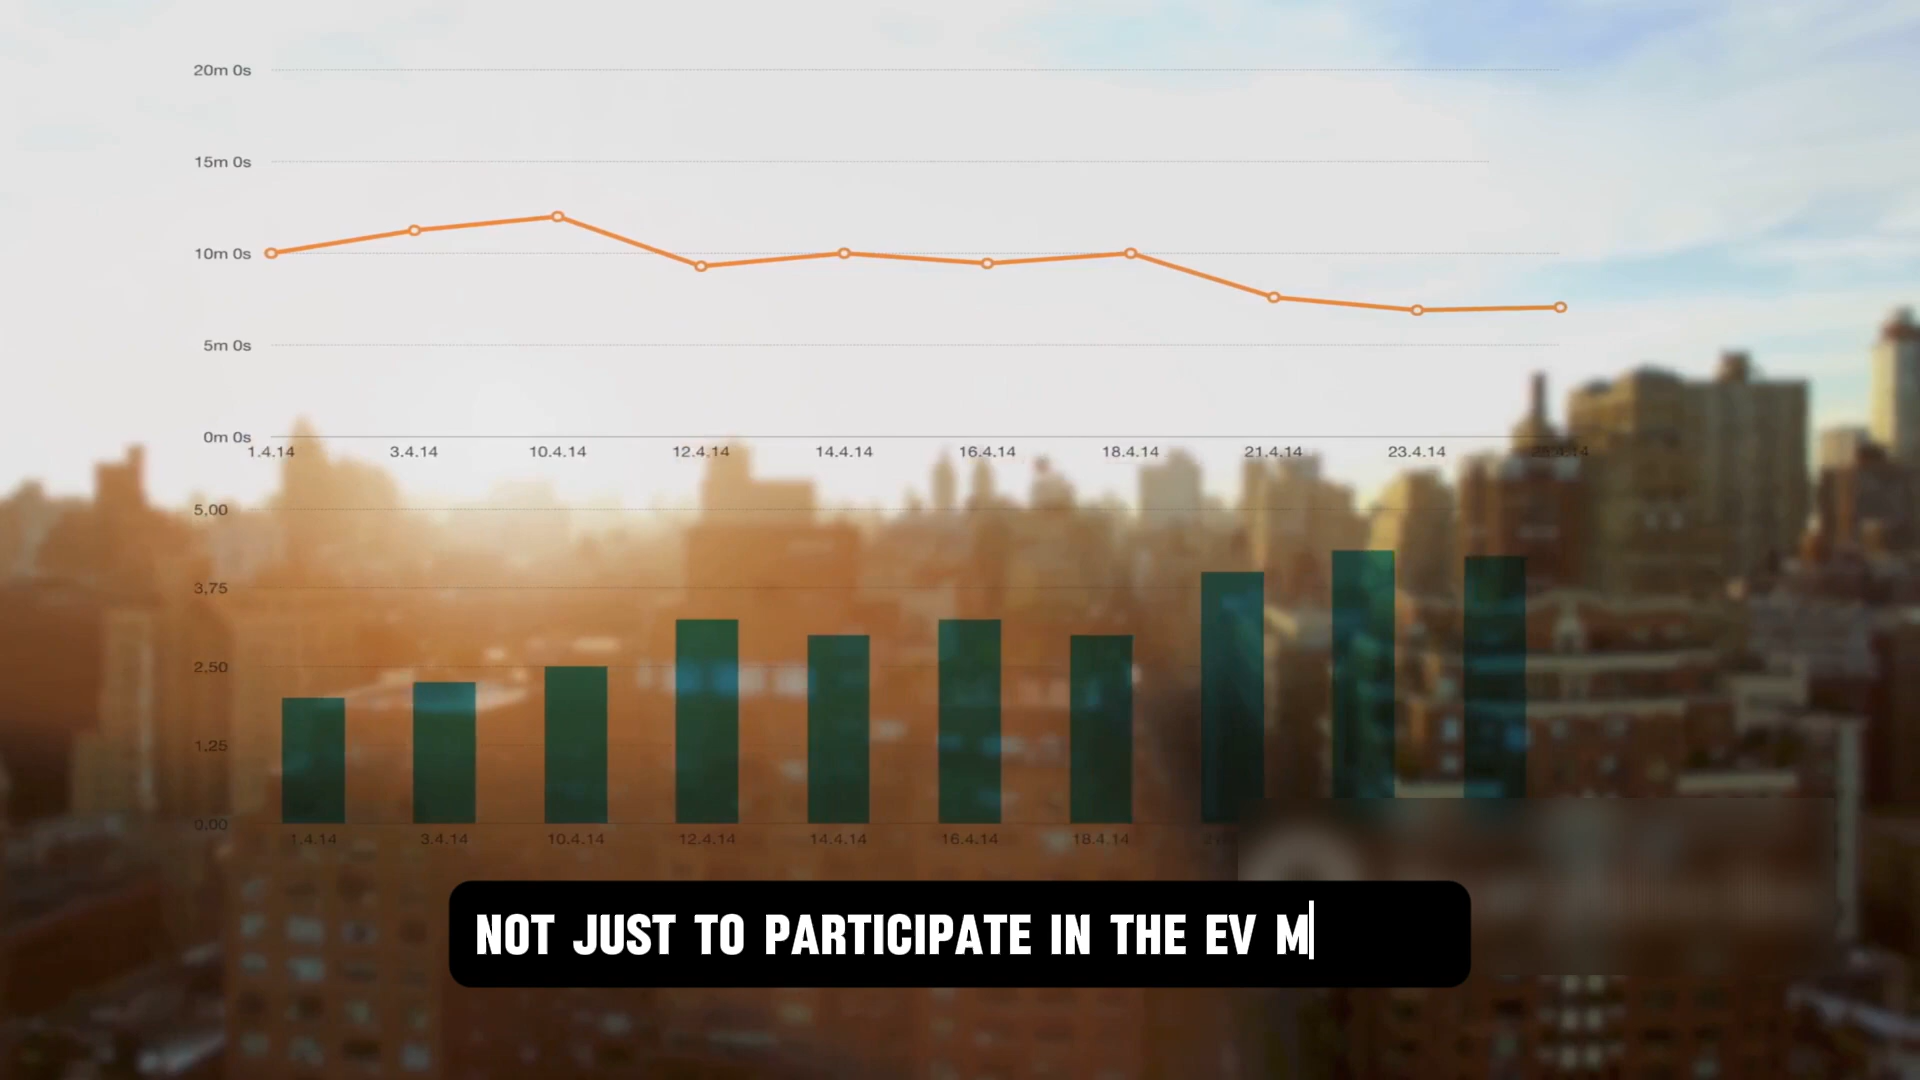 20m 0s
15m 0s
10m 0s
5m 0s
0m 0s
1.4.14 3.4.14 10.4.14 12.4.14 14.4.14 16.4.14 18.4.14 21.4.14 23.4.14
5,00
3,75
2,50
1,25
0,00
1.4.14 3.4.14 10.4.14 12.4.14 14.4.14 16.4.14 18.4.14
NOT JUST TO PARTICIPATE IN THE EV M